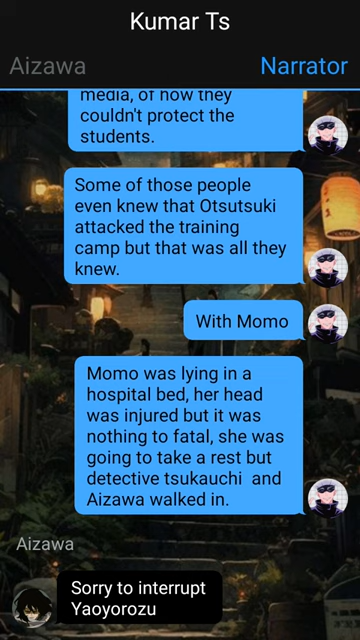 Kumar Ts
Aizawa
Narrator
media, of how they
couldn't protect the
students.
Some of those people
even knew that Otsutsuki
attacked the training
camp but that was all they
knew.
With Momo
Momo was lying in a
hospital bed, her head
was injured but it was
nothing to fatal, she was
going to take a rest but
detective tsukauchi  and
Aizawa walked in.
Aizawa
Sorry to interrupt
Yaoyorozu